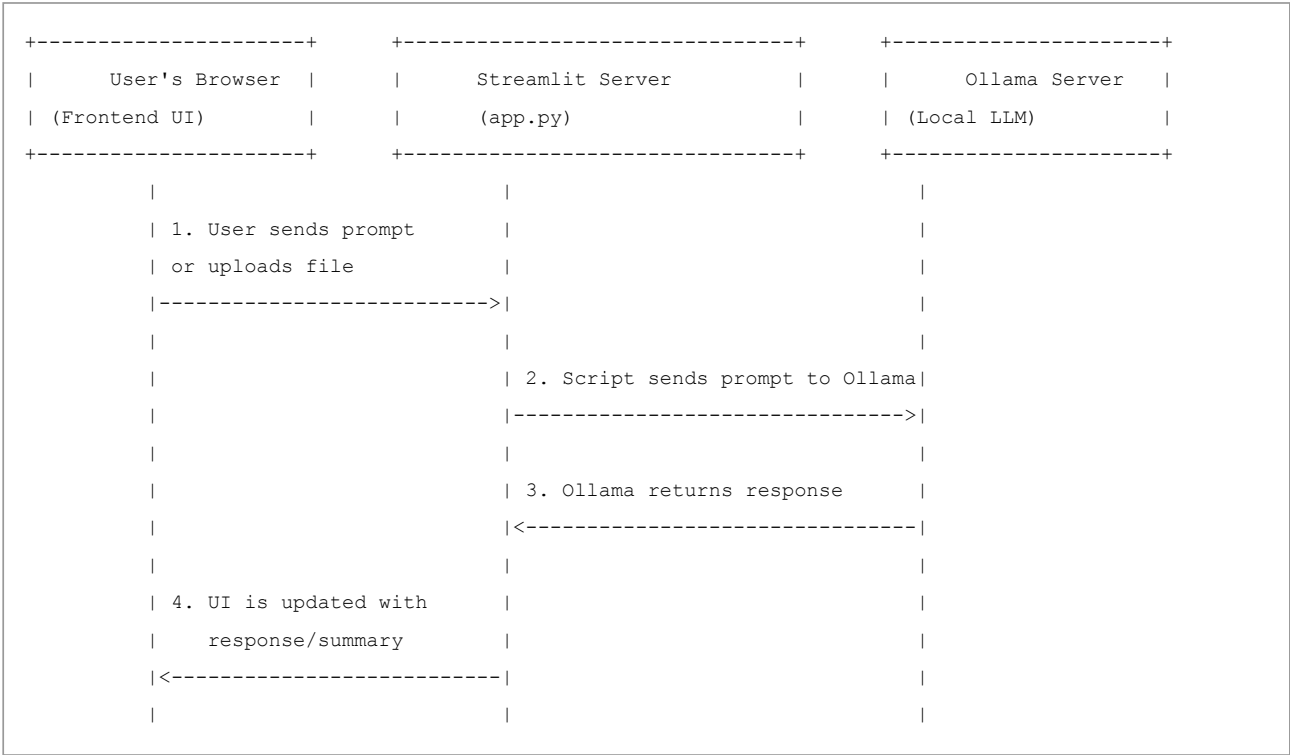 +----------------------+      +--------------------------------+      +----------------------+
|      User's Browser  |      |      Streamlit Server          |      |      Ollama Server   |
| (Frontend UI)        |      |      (app.py)                  |      | (Local LLM)          |
+----------------------+      +--------------------------------+      +----------------------+
          |                            |                                 |
          | 1. User sends prompt       |                                 |
          | or uploads file            |                                 |
          |--------------------------->|                                 |
          |                            |                                 |
          |                            | 2. Script sends prompt to Ollama|
          |                            |-------------------------------->|
          |                            |                                 |
          |                            | 3. Ollama returns response      |
          |                            |<--------------------------------|
          |                            |                                 |
          | 4. UI is updated with      |                                 |
          |    response/summary        |                                 |
          |<---------------------------|                                 |
          |                            |                                 |